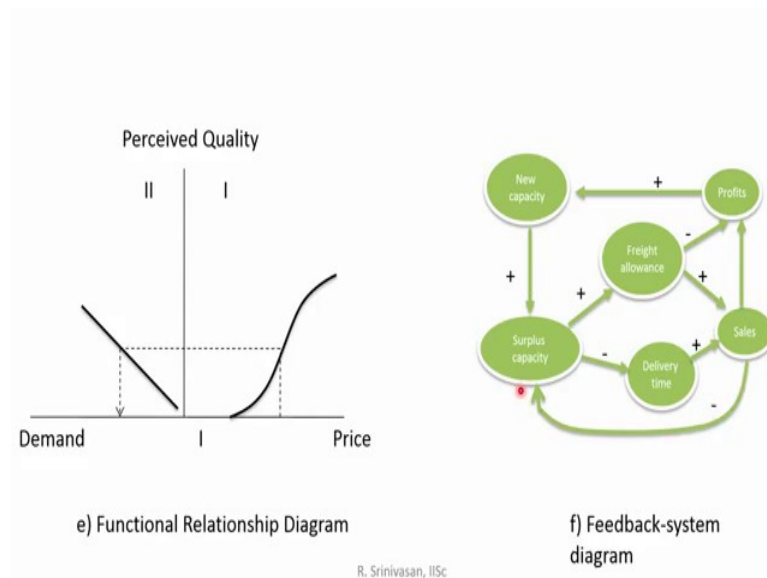 Perceived Quality
II
I
Demand
I
Price
e) Functional Relationship Diagram
New
capacity
+
Profits
-
Freight
allowance
+
+
+
Surplus
capacity
-
Delivery
time
+
Sales
-
f) Feedback-system
diagram
R. Srinivasan, IISc